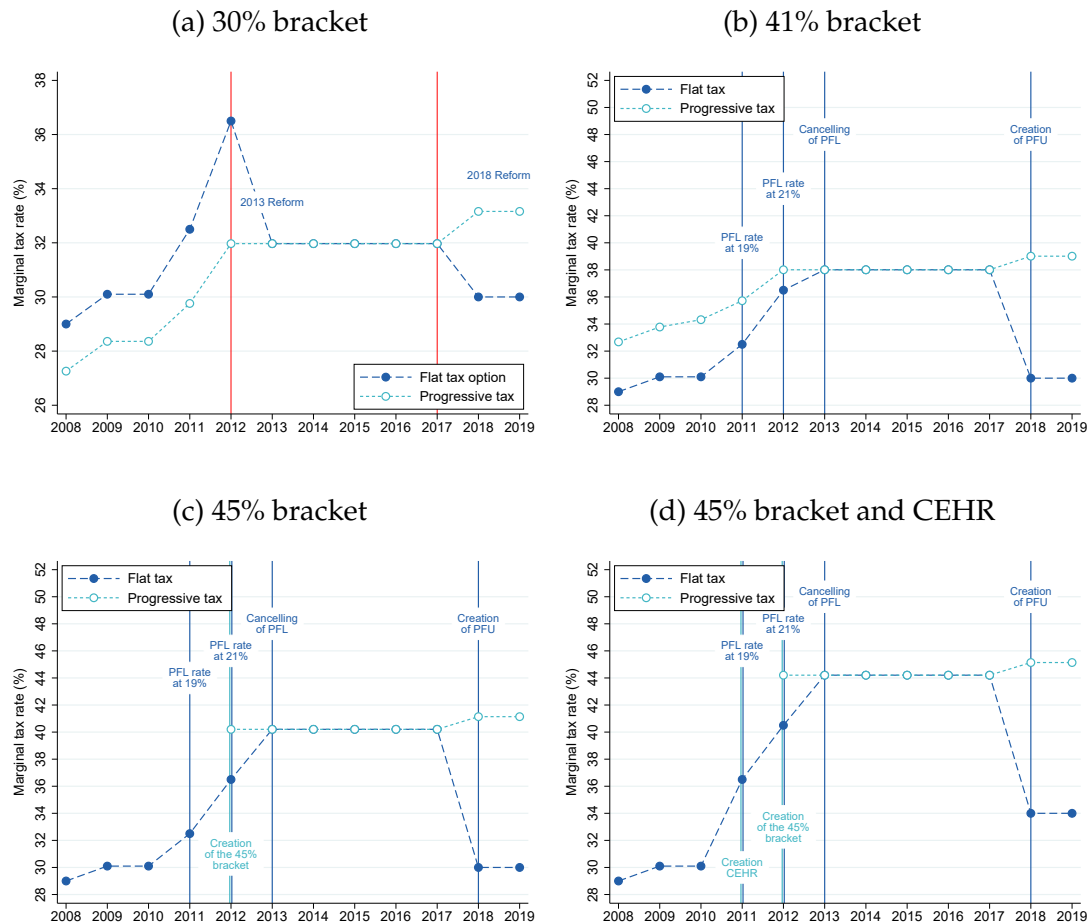 (a) 30% bracket
Marginal tax rate (%)
38
36
34
32
30
28
26
2013 Reform
2018 Reform
Flat tax option
Progressive tax
2008 2009 2010 2011 2012 2013 2014 2015 2016 2017 2018 2019
(b) 41% bracket
Marginal tax rate (%)
52
50
48
46
44
42
40
38
36
34
32
30
28
Flat tax
Progressive tax
PFL rate
at 19%
PFL rate
at 21%
Cancelling
of PFL
Creation
of PFU
2008 2009 2010 2011 2012 2013 2014 2015 2016 2017 2018 2019
(c) 45% bracket
Marginal tax rate (%)
52
50
48
46
44
42
40
38
36
34
32
30
28
Flat tax
Progressive tax
PFL rate
at 19%
PFL rate
at 21%
Cancelling
of PFL
Creation
of PFU
Creation
of the 45%
bracket
2008 2009 2010 2011 2012 2013 2014 2015 2016 2017 2018 2019
(d) 45% bracket and CEHR
Marginal tax rate (%)
52
50
48
46
44
42
40
38
36
34
32
30
28
Flat tax
Progressive tax
PFL rate
at 19%
PFL rate
at 21%
Cancelling
of PFL
Creation
of PFU
Creation
of the 45%
bracket
Creation
CEHR
2008 2009 2010 2011 2012 2013 2014 2015 2016 2017 2018 2019